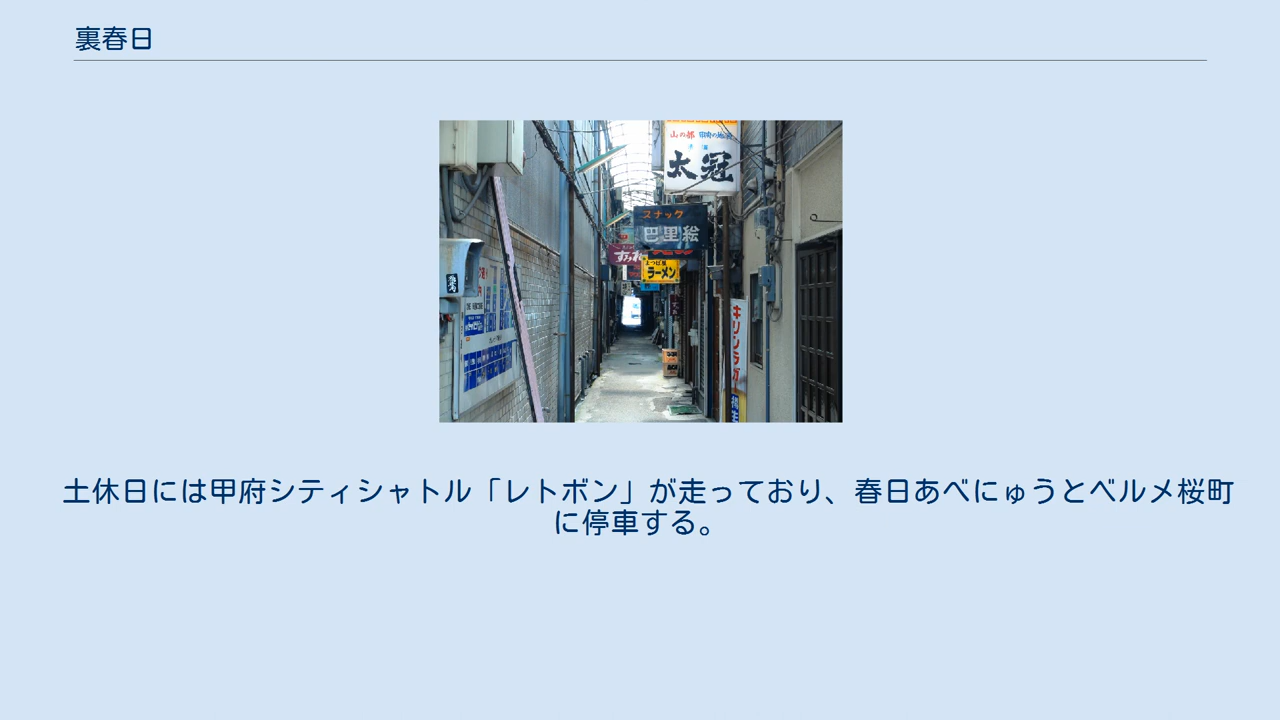 裏春日
太冠
スナック
巴里絵
ラーメン
キリンラガ
土休日には甲府シティシャトル「レトボン」が走っており、春日あべにゅうとベルメ桜町
に停車する。